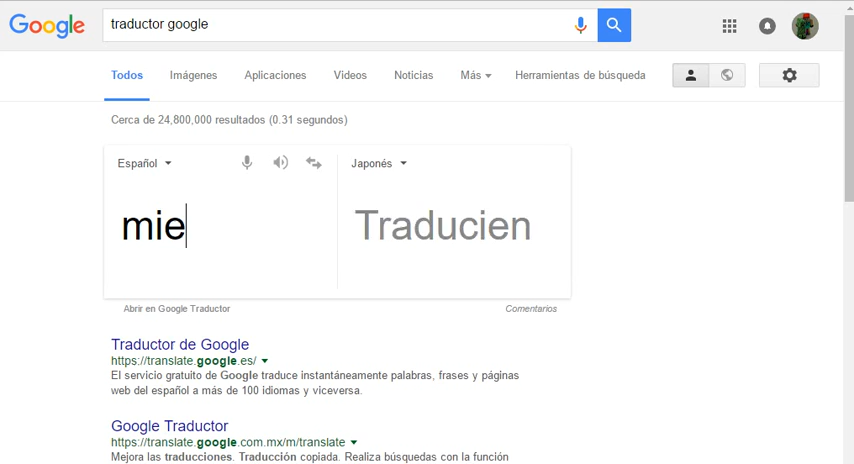 Google traductor google
Todos Imágenes Aplicaciones Videos Noticias Más Herramientas de búsqueda
Cerca de 24,800,000 resultados (0.31 segundos)
Español Japonés
mie Traducien
Abrir en Google Traductor Comentarios
Traductor de Google
https://translate.google.es/
El servicio gratuito de Google traduce instantáneamente palabras, frases y páginas
web del español a más de 100 idiomas y viceversa.
Google Traductor
https://translate.google.com.mx/m/translate
Mejora las traducciones. Traducción copiada. Realiza búsquedas con la función